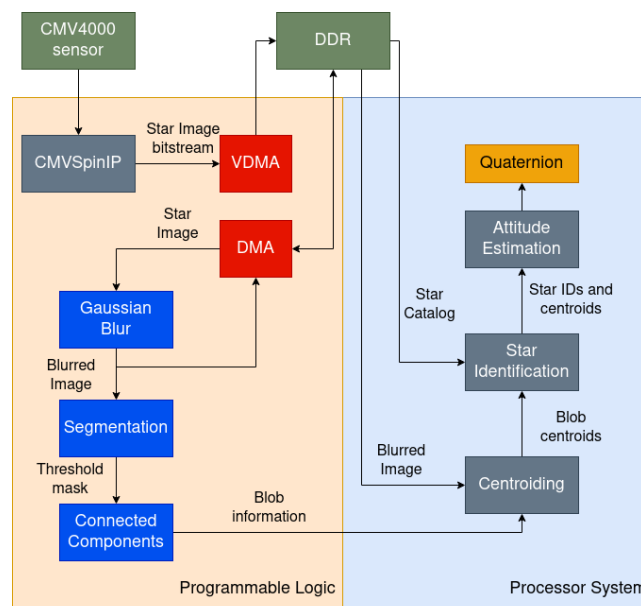 CMV4000
sensor
DDR
CMVSpinIP
Star Image
bitstream
VDMA
Quaternion
Star
Image
DMA
Attitude
Estimation
Gaussian
Blur
Star
Catalog
Star IDs and
centroids
Star
Identification
Blurred
Image
Segmentation
Blob
centroids
Blurred
Image
Threshold
mask
Centroiding
Connected
Components
Blob
information
Programmable Logic
Processor System